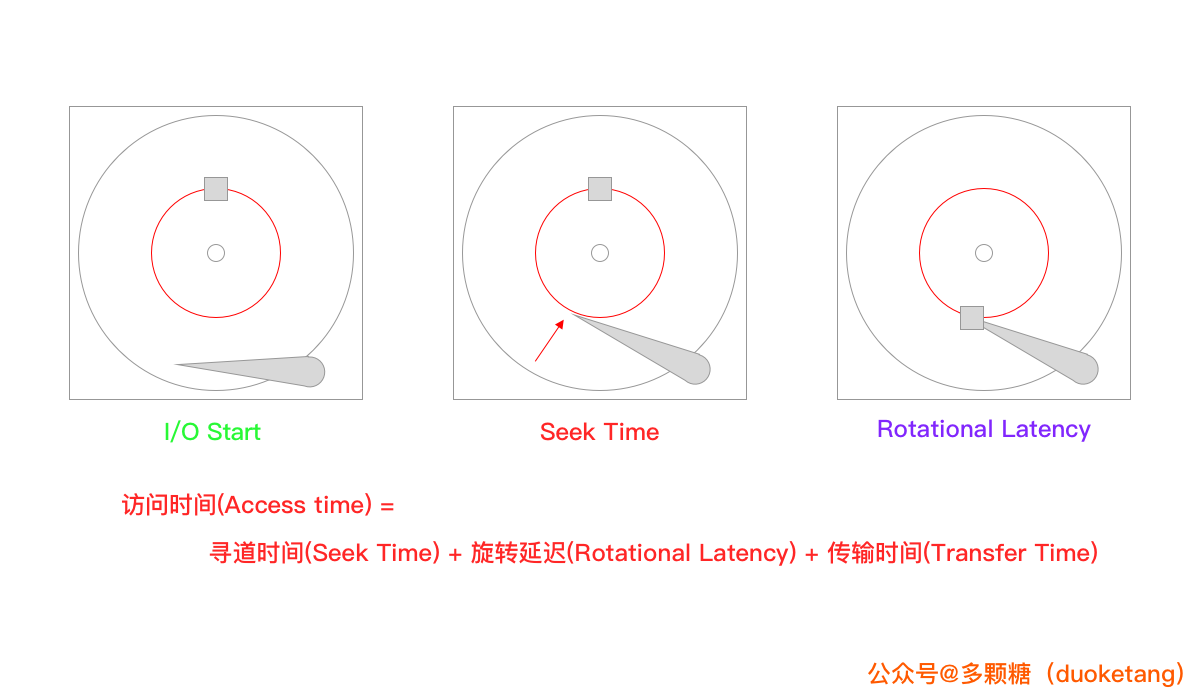 I/O Start
Seek Time
Rotational Latency
访问时间(Access time) =
寻道时间(Seek Time) + 旋转延迟(Rotational Latency) + 传输时间(Transfer Time)
公众号@多颗糖（duoketang）